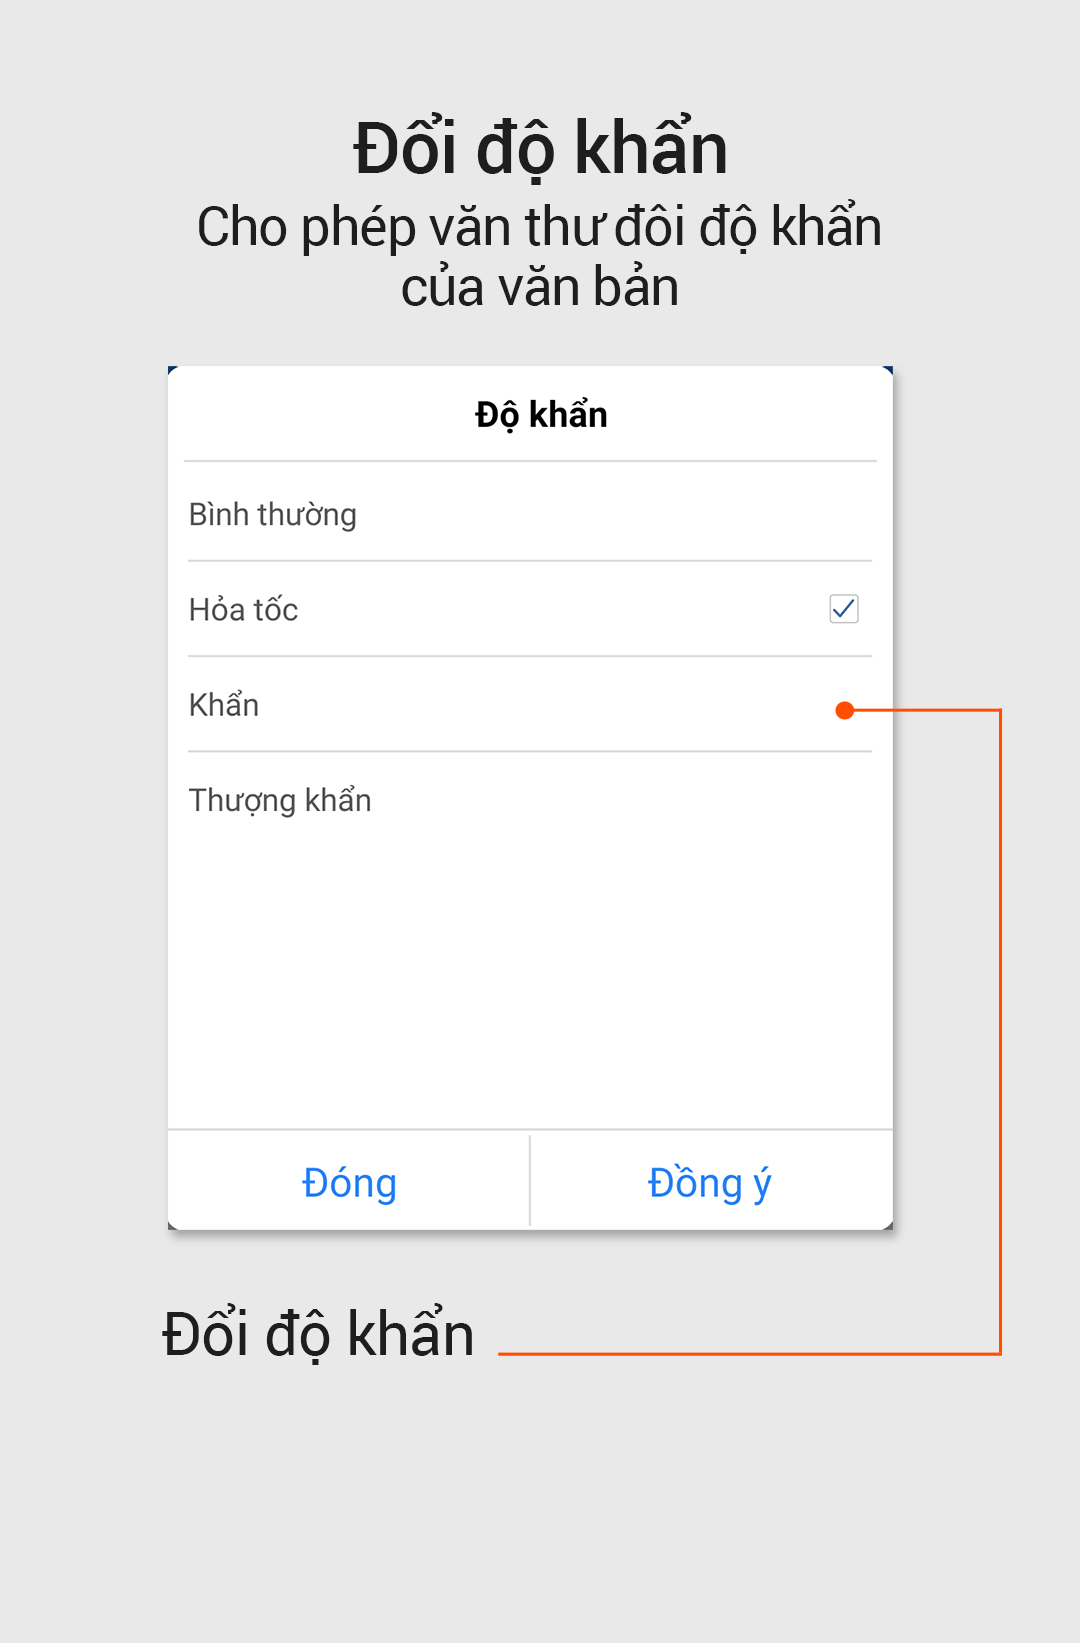 Đổi độ khẩn
Cho phép văn thư đôi độ khẩn
của văn bản
Độ khẩn
Bình thường
Hỏa tốc
Khẩn
Thượng khẩn
Đóng
Đồng ý
Đổi độ khẩn